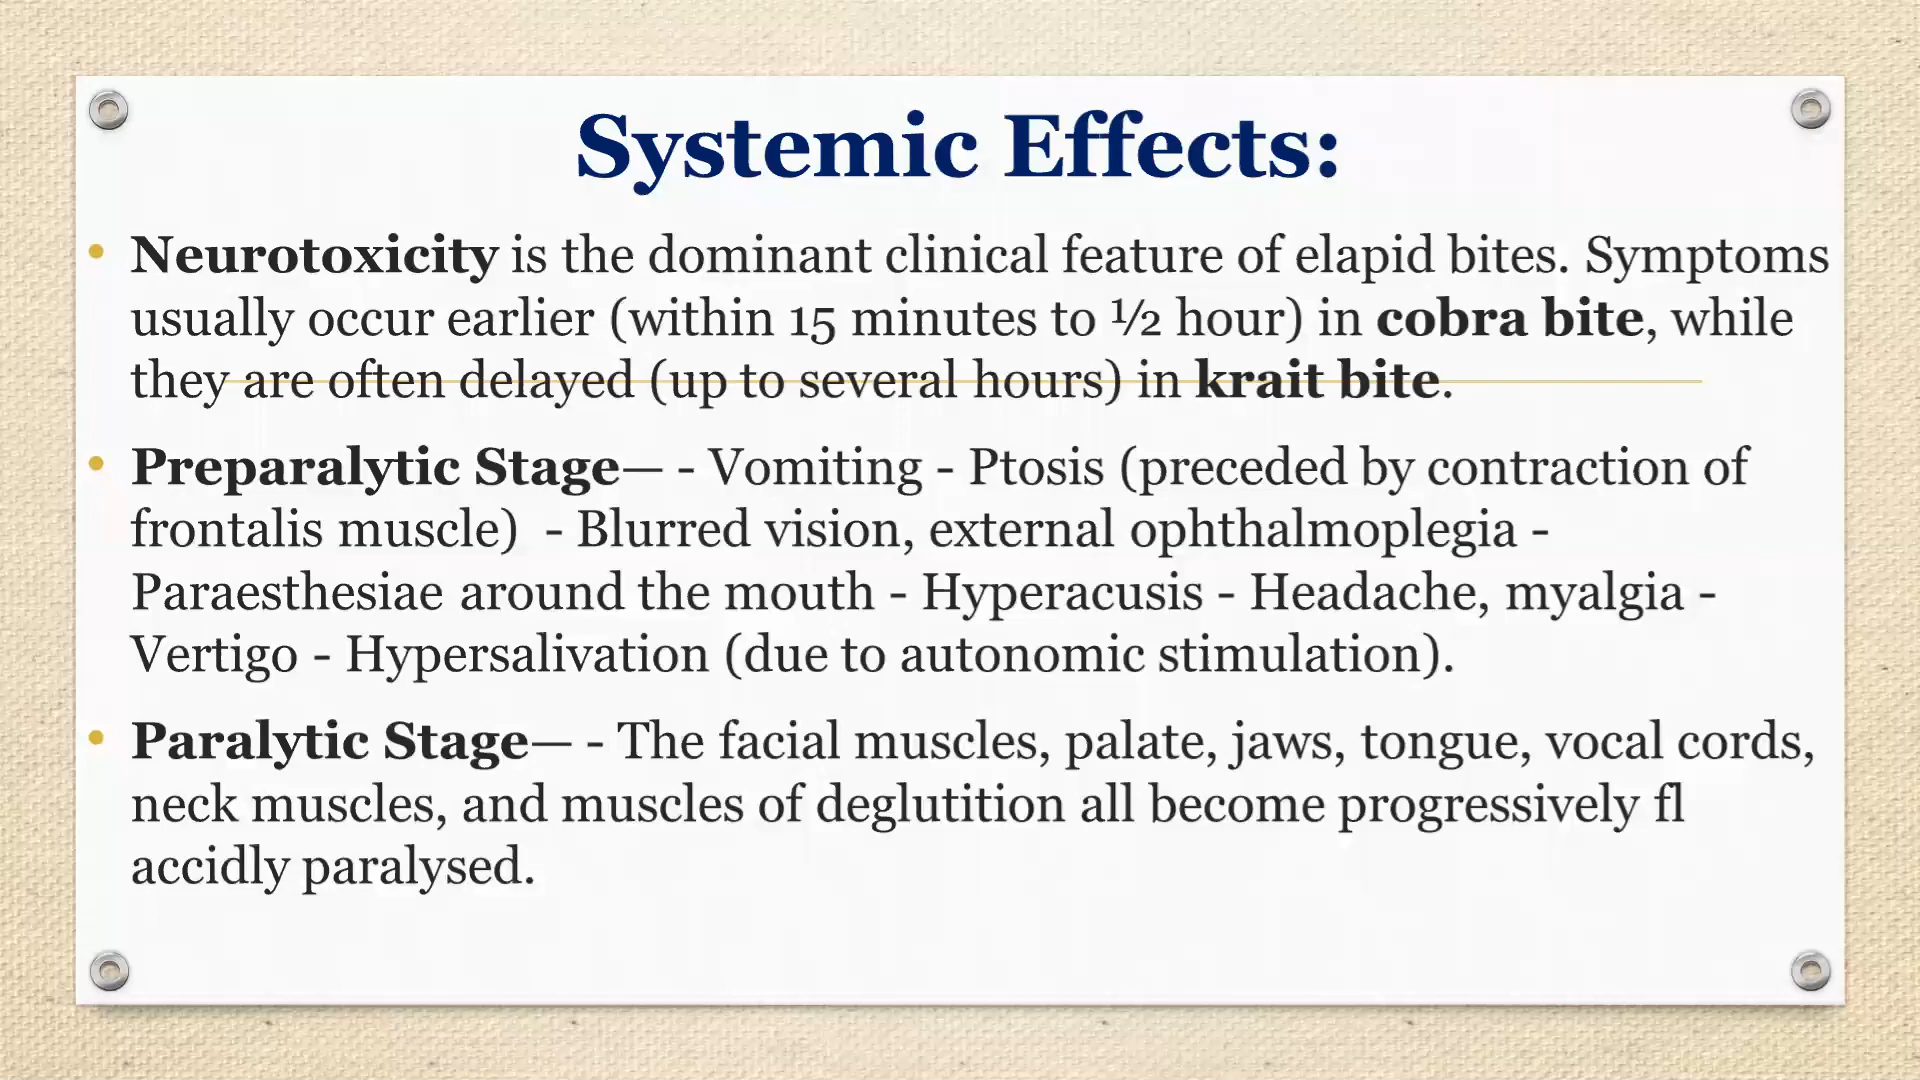 Systemic Effects:
• Neurotoxicity is the dominant clinical feature of elapid bites. Symptoms
usually occur earlier (within 15 minutes to ½ hour) in cobra bite, while
they are often delayed (up to several hours) in krait bite.
• Preparalytic Stage— - Vomiting - Ptosis (preceded by contraction of
frontalis muscle)  - Blurred vision, external ophthalmoplegia -
Paraesthesiae around the mouth - Hyperacusis - Headache, myalgia -
Vertigo - Hypersalivation (due to autonomic stimulation).
• Paralytic Stage— - The facial muscles, palate, jaws, tongue, vocal cords,
neck muscles, and muscles of deglutition all become progressively fl
accidly paralysed.